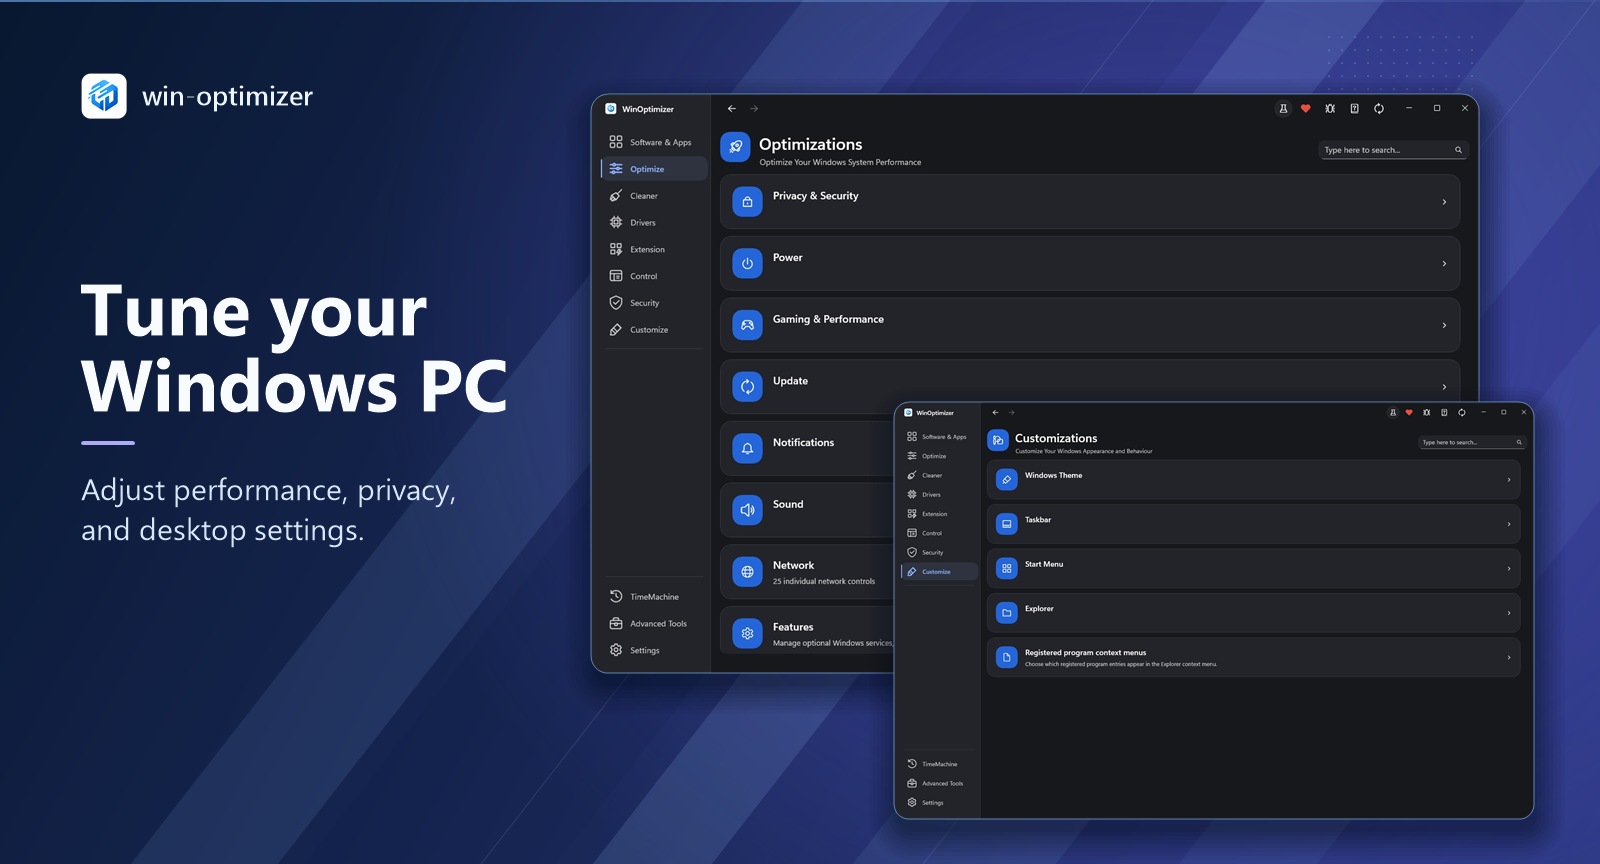 win-optimizer
Tune your
Windows PC
Adjust performance, privacy,
and desktop settings.
WinOptimizer
Software & Apps
Optimize
Cleaner
Drivers
Extension
Control
Security
Customize
TimeMachine
Advanced Tools
Settings
Optimizations
Optimize Your Windows System Performance
Type here to search...
Privacy & Security
Power
Gaming & Performance
Update
Notifications
Sound
Network
25 individual network controls
Features
Manage optional Windows services,
WinOptimizer
Software & Apps
Optimize
Cleaner
Drivers
Extension
Control
Security
Customize
TimeMachine
Advanced Tools
Settings
Customizations
Customize Your Windows Appearance and Behaviour
Type here to search...
Windows Theme
Taskbar
Start Menu
Explorer
Registered program context menus
Choose which registered program entries appear in the Explorer context menu.